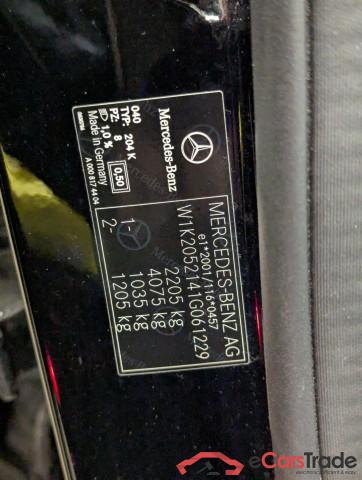 MERCEDES-BENZ AG
e1*2001/116*0457
W1K2052141G061229
2205 kg
4075 kg
1- 1035 kg
2- 1205 kg
Mercedes-Benz
040
TYP: 204 K
PZ: 8
1,0 % 0,50
Made in Germany
A 000 817 44 04
eCarsTrade